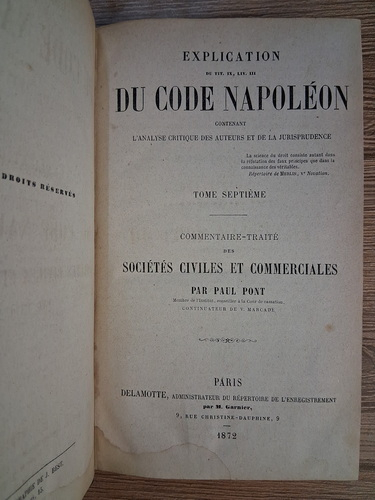 DROITS RÉSERVÉS
EXPLICATION
DU TIT. IX, LIV. III
DU CODE NAPOLÉON
CONTENANT
L'ANALYSE CRITIQUE DES AUTEURS ET DE LA JURISPRUDENCE
La science du droit consiste autant dans
la réfutation des faux principes que dans la
connaissance des véritables.
Répertoire de MERLIN, vº Novation.
TOME SEPTIÈME
COMMENTAIRE-TRAITÉ
DES
SOCIÉTÉS CIVILES ET COMMERCIALES
PAR PAUL PONT
Membre de l'Institut, conseiller à la Cour de cassation,
CONTINUATEUR DE V. MARCADÉ.
PARIS
DELAMOTTE, ADMINISTRATEUR DU RÉPERTOIRE DE L'ENREGISTREMENT
par M. Garnier,
9, RUE CHRISTINE-DAUPHINE, 9
1872
DE J. BEST,